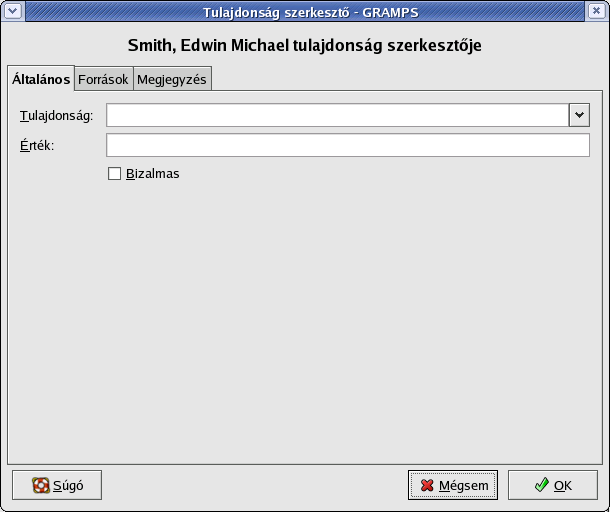 Tulajdonság szerkesztő - GRAMPS
Smith, Edwin Michael tulajdonság szerkesztője
Általános Források Megjegyzés
Tulajdonság:
Érték:
Bizalmas
Súgó Mégsem OK